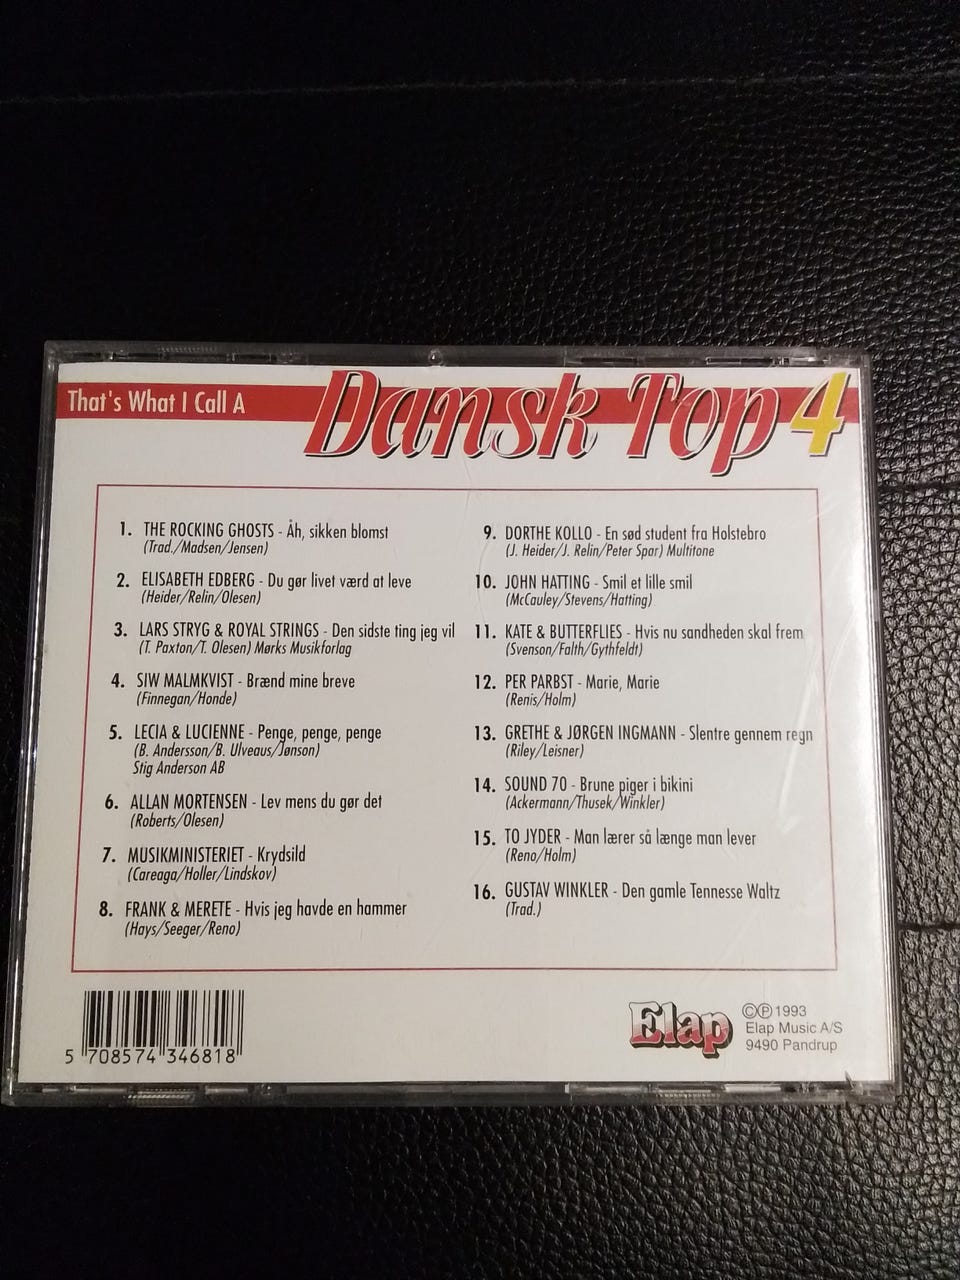 That's What I Call A
Dansk Top 4
1. THE ROCKING GHOSTS - Åh, sikken blomst
(Trad./Madsen/Jensen)
2. ELISABETH EDBERG - Du gør livet værd at leve
(Heider/Relin/Olesen)
3. LARS STRYG & ROYAL STRINGS - Den sidste ting jeg vil
(T. Paxton/T. Olesen) Mørks Musikforlag
4. SIW MALMKVIST - Brænd mine breve
(Finnegan/Honde)
5. LECIA & LUCIENNE - Penge, penge, penge
(B. Andersson/B. Ulveaus/Jønson)
Stig Anderson AB
6. ALLAN MORTENSEN - Lev mens du gør det
(Roberts/Olesen)
7. MUSIKMINISTERIET - Krydsild
(Careaga/Holler/Lindskov)
8. FRANK & MERETE - Hvis jeg havde en hammer
(Hays/Seeger/Reno)
9. DORTHE KOLLO - En sød student fra Holstebro
(J. Heider/J. Relin/Peter Spar) Multitone
10. JOHN HATTING - Smil et lille smil
(McCauley/Stevens/Hatting)
11. KATE & BUTTERFLIES - Hvis nu sandheden skal frem
(Svenson/Falth/Gythfeldt)
12. PER PARBST - Marie, Marie
(Renis/Holm)
13. GRETHE & JØRGEN INGMANN - Slentre gennem regn
(Riley/Leisner)
14. SOUND 70 - Brune piger i bikini
(Ackermann/Thusek/Winkler)
15. TO JYDER - Man lærer så længe man lever
(Reno/Holm)
16. GUSTAV WINKLER - Den gamle Tennesse Waltz
(Trad.)
5 708574 346818
Elap
©℗ 1993
Elap Music A/S
9490 Pandrup